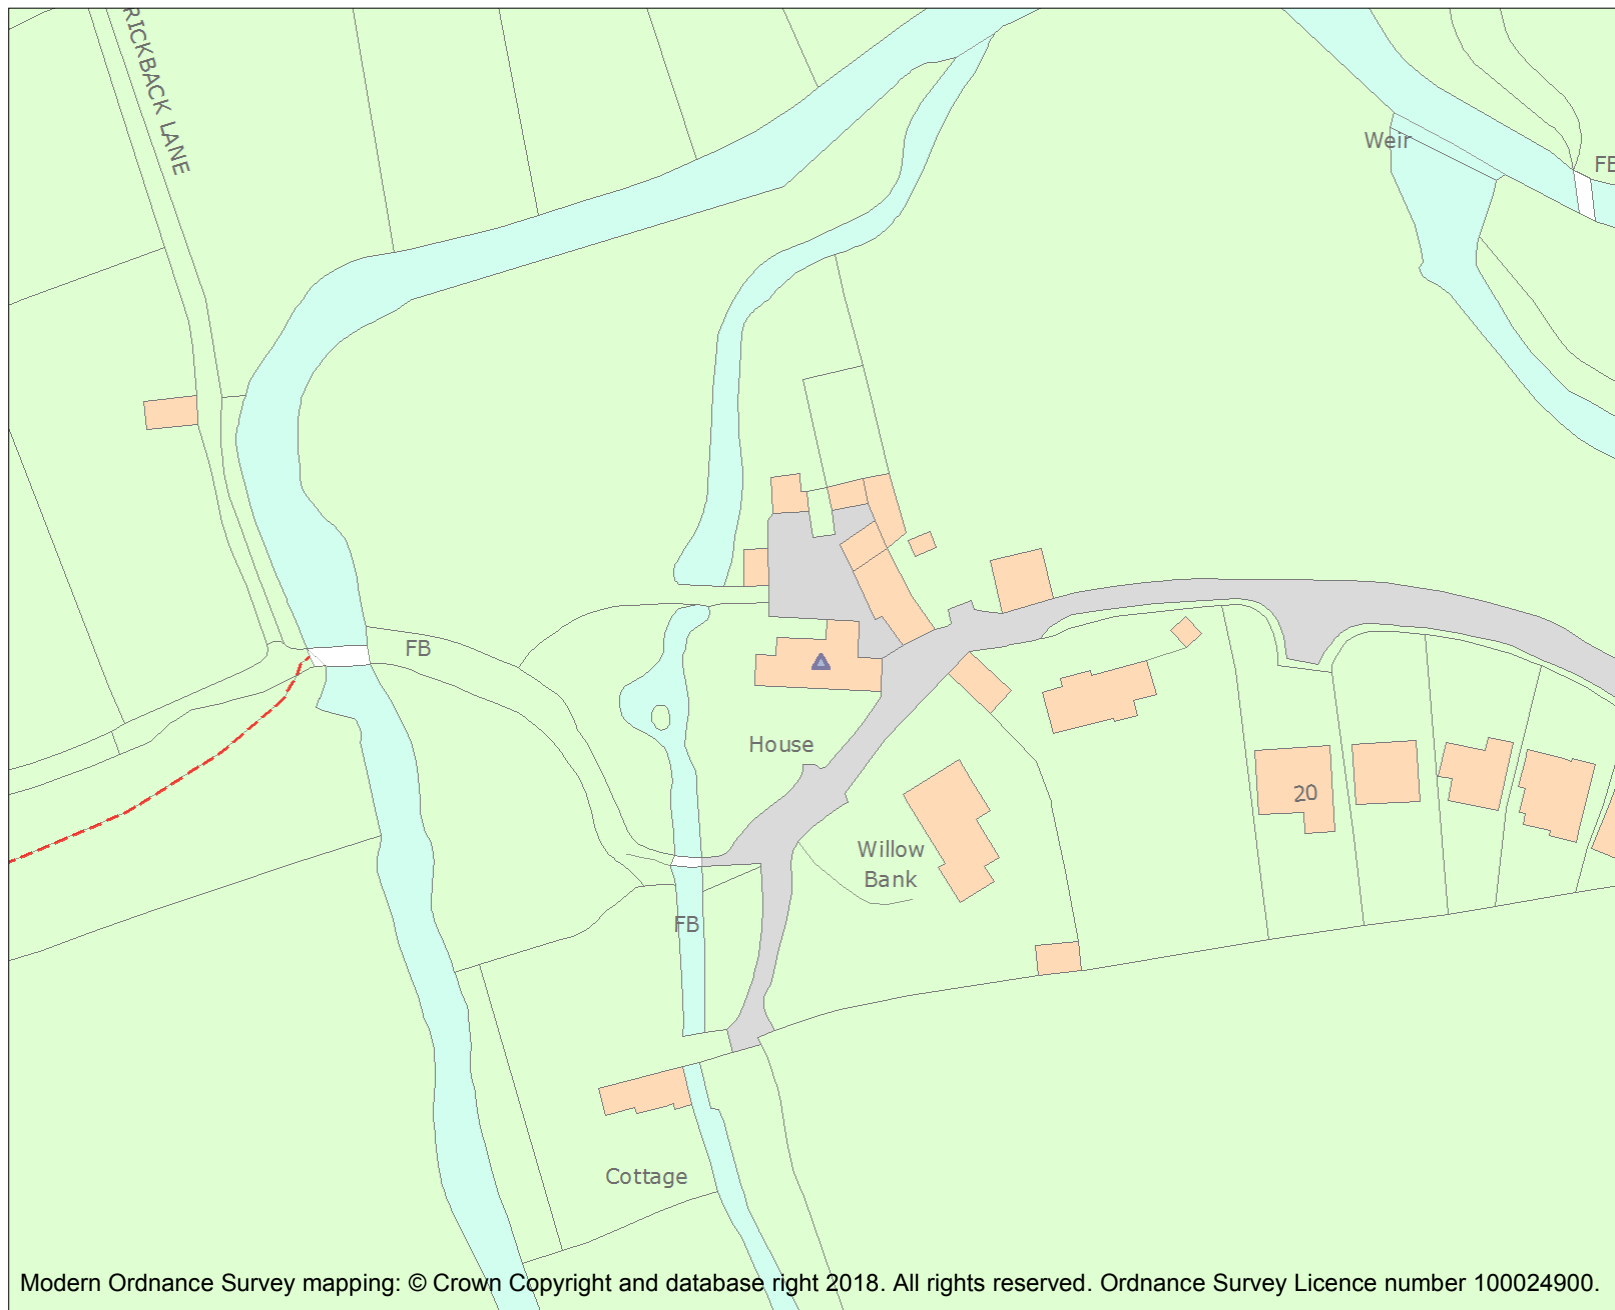 RICKBACK LANE
Weir
FB
FB
House
20
Willow
Bank
FB
Cottage
Modern Ordnance Survey mapping: © Crown Copyright and database right 2018. All rights reserved. Ordnance Survey Licence number 100024900.